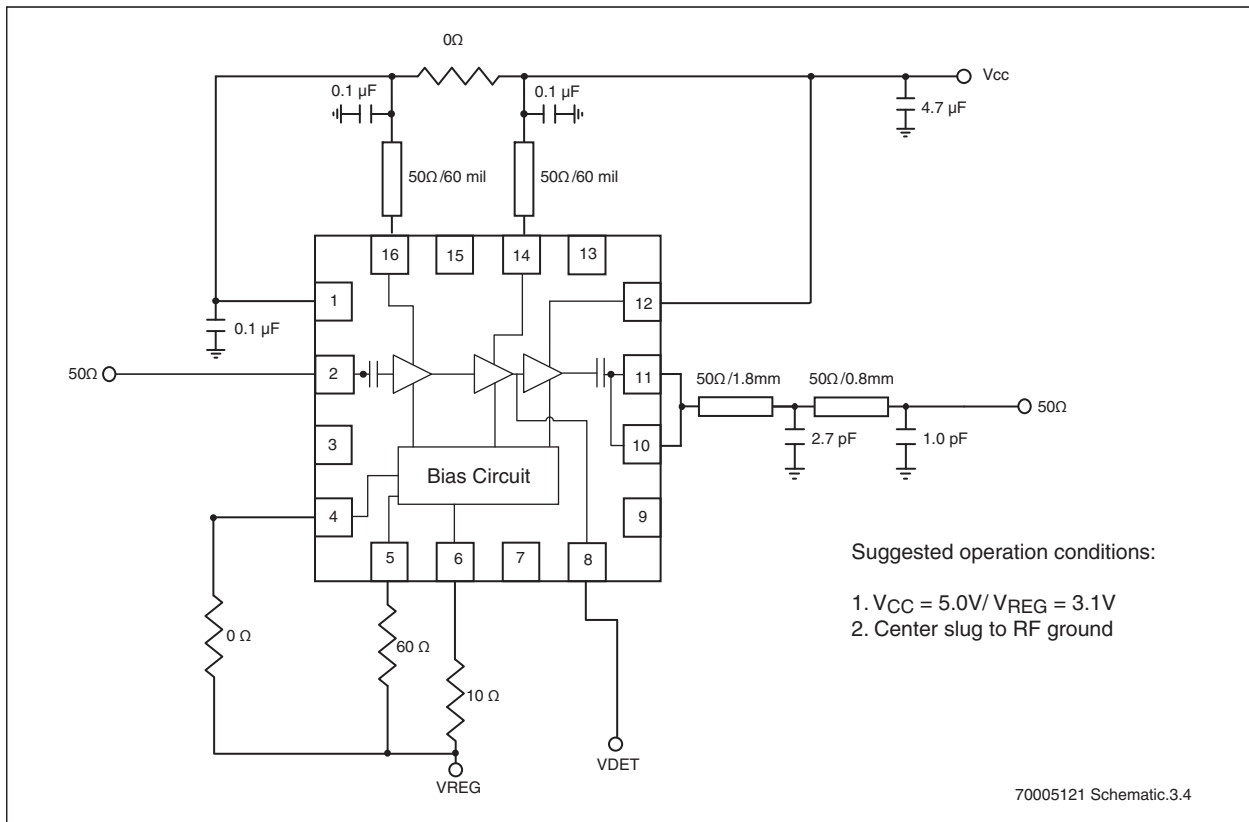 0Ω
Vcc
0.1 µF
0.1 µF
4.7 µF
50Ω/60 mil
50Ω/60 mil
16
15
14
13
1
12
0.1 µF
50Ω
2
11
50Ω/1.8mm
50Ω/0.8mm
50Ω
3
10
2.7 pF
1.0 pF
Bias Circuit
4
9
5
6
7
8
Suggested operation conditions:
1. VCC = 5.0V/ VREG = 3.1V
2. Center slug to RF ground
0 Ω
60 Ω
10 Ω
VREG
VDET
70005121 Schematic.3.4